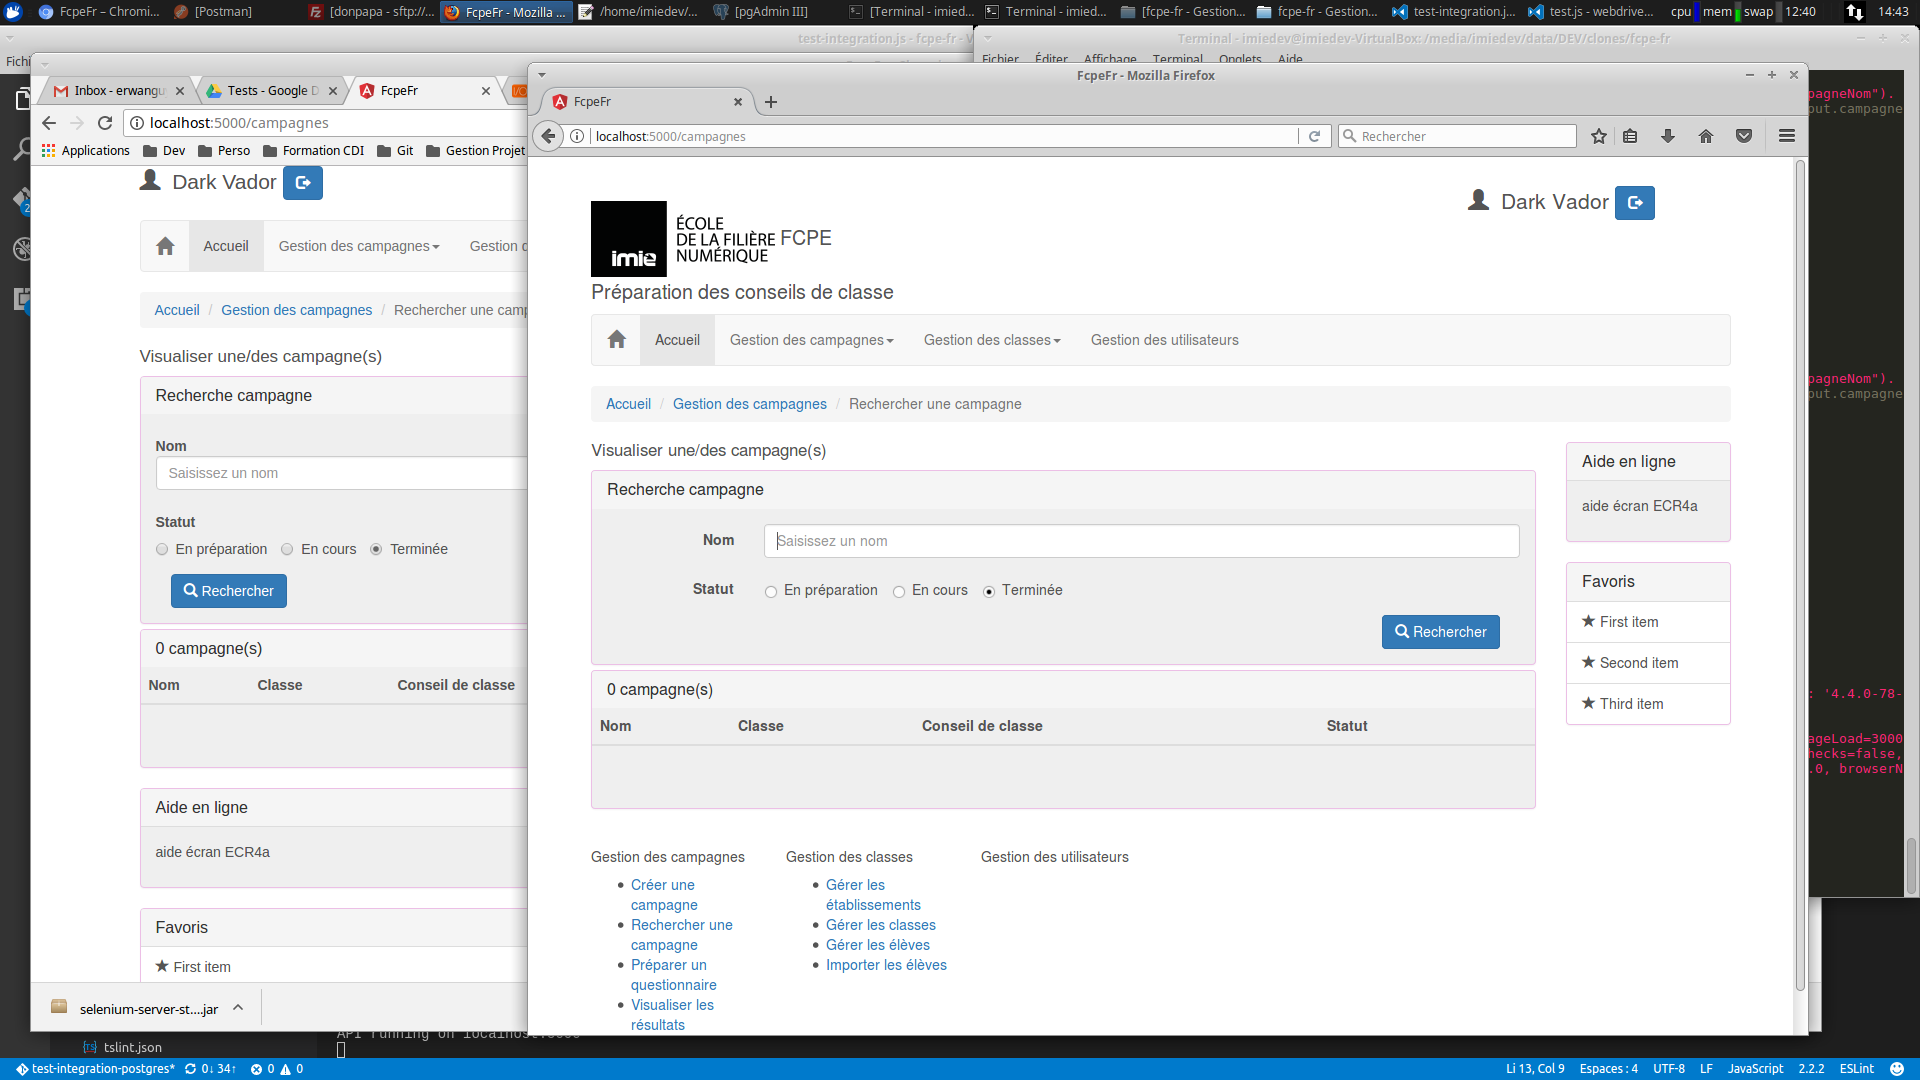 FcpeFr – Chromi...
[Postman]
[donpapa - sftp://...
FcpeFr - Mozilla ...
/home/imiedev/...
[pgAdmin III]
[Terminal - imied...
Terminal - imied...
[fcpe-fr - Gestion...
fcpe-fr - Gestion...
test-integration.j...
test.js - webdrive...
cpu
mem
swap
12:40
14:43
test-integration.js - fcpe-fr - V
Terminal - imiedev@imiedev-VirtualBox: /media/imiedev/data/DEV/clones/fcpe-fr
Fichi
Fichier Éditer Affichage Terminal Onglets Aide
FcpeFr - Mozilla Firefox
Inbox - erwangu
Tests - Google D
FcpeFr
FcpeFr
localhost:5000/campagnes
localhost:5000/campagnes
Rechercher
Applications
Dev
Perso
Formation CDI
Git
Gestion Projet
Dark Vador
Accueil
Gestion des campagnes
Gestion d
Accueil / Gestion des campagnes / Rechercher une camp
Visualiser une/des campagne(s)
Recherche campagne
Nom
Saisissez un nom
Statut
En préparation
En cours
Terminée
Rechercher
0 campagne(s)
Nom
Classe
Conseil de classe
Aide en ligne
aide écran ECR4a
Favoris
First item
selenium-server-st....jar
Dark Vador
imie
ÉCOLE
DE LA FILIÈRE
NUMÉRIQUE
FCPE
Préparation des conseils de classe
Accueil
Gestion des campagnes
Gestion des classes
Gestion des utilisateurs
Accueil / Gestion des campagnes / Rechercher une campagne
Visualiser une/des campagne(s)
Recherche campagne
Nom
Saisissez un nom
Statut
En préparation
En cours
Terminée
Rechercher
0 campagne(s)
Nom
Classe
Conseil de classe
Statut
Aide en ligne
aide écran ECR4a
Favoris
First item
Second item
Third item
Gestion des campagnes
Créer une
campagne
Rechercher une
campagne
Préparer un
questionnaire
Visualiser les
résultats
Gestion des classes
Gérer les
établissements
Gérer les classes
Gérer les élèves
Importer les élèves
Gestion des utilisateurs
pagneNom").
put.campagne
pagneNom").
put.campagne
: '4.4.0-78-
ageLoad=3000
hecks=false,
.0, browserN
tslint.json
test-integration-postgres*
0↓ 34↑
0
0
Li 13, Col 9
Espaces : 4
UTF-8
LF
JavaScript
2.2.2
ESLint